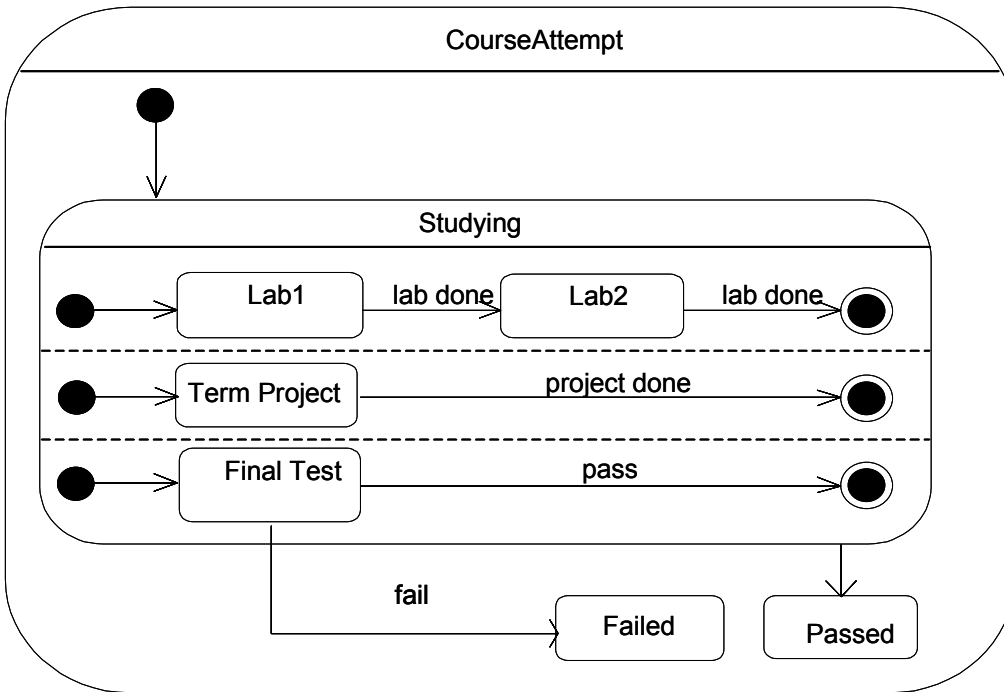 CourseAttempt
Studying
Lab1 lab done Lab2 lab done
Term Project project done
Final Test pass
fail Failed Passed